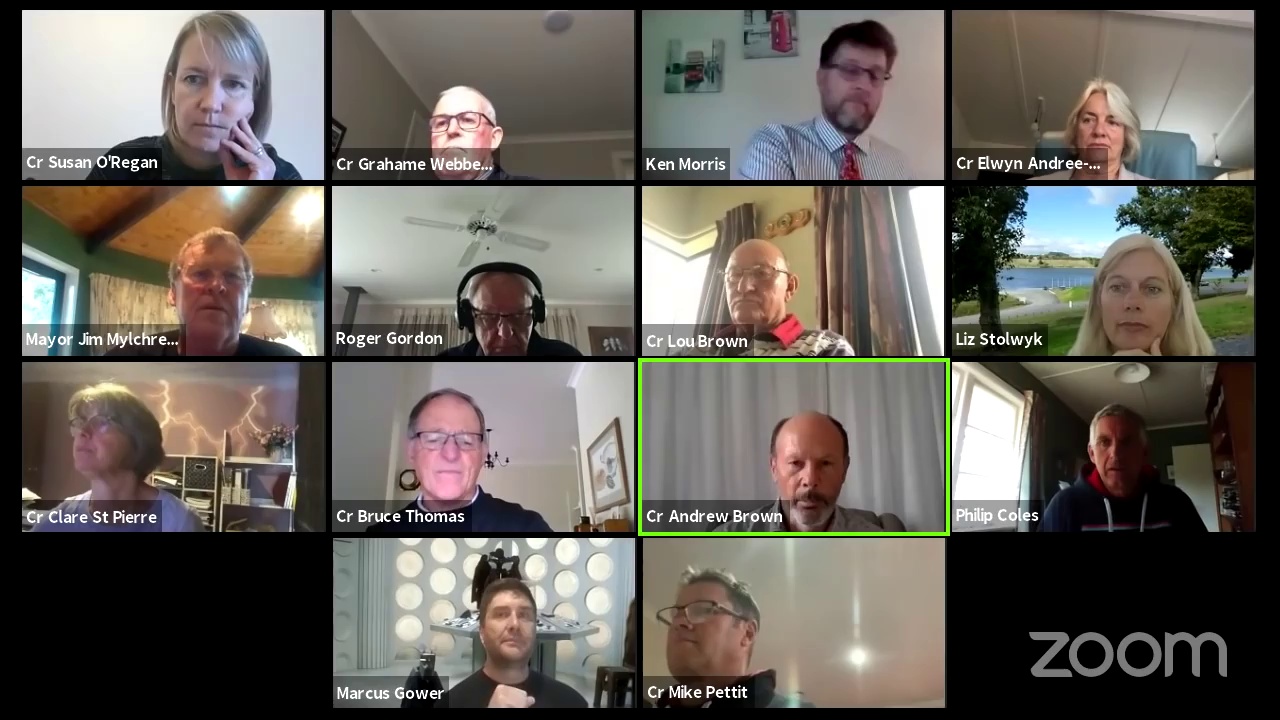 Cr Susan O'Regan
Cr Grahame Webbe...
Ken Morris
Cr Elwyn Andree-...
Mayor Jim Mylchre...
Roger Gordon
Cr Lou Brown
Liz Stolwyk
Cr Clare St Pierre
Cr Bruce Thomas
Cr Andrew Brown
Philip Coles
Marcus Gower
Cr Mike Pettit
zoom